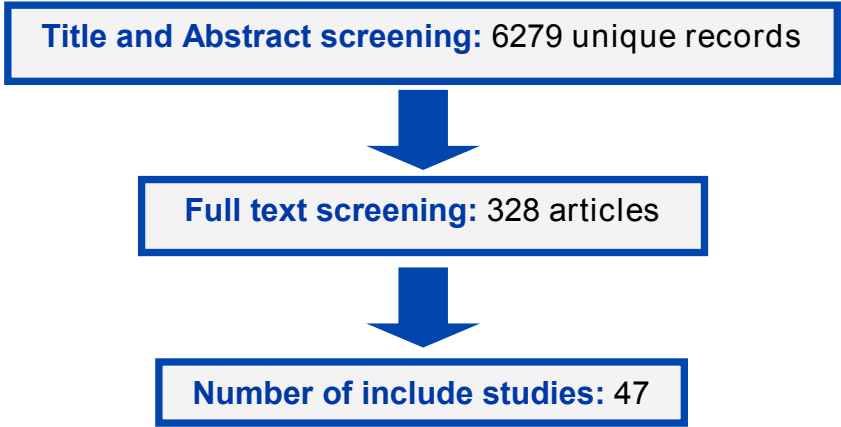 Title and Abstract screening: 6279 unique records
Full text screening: 328 articles
Number of include studies: 47